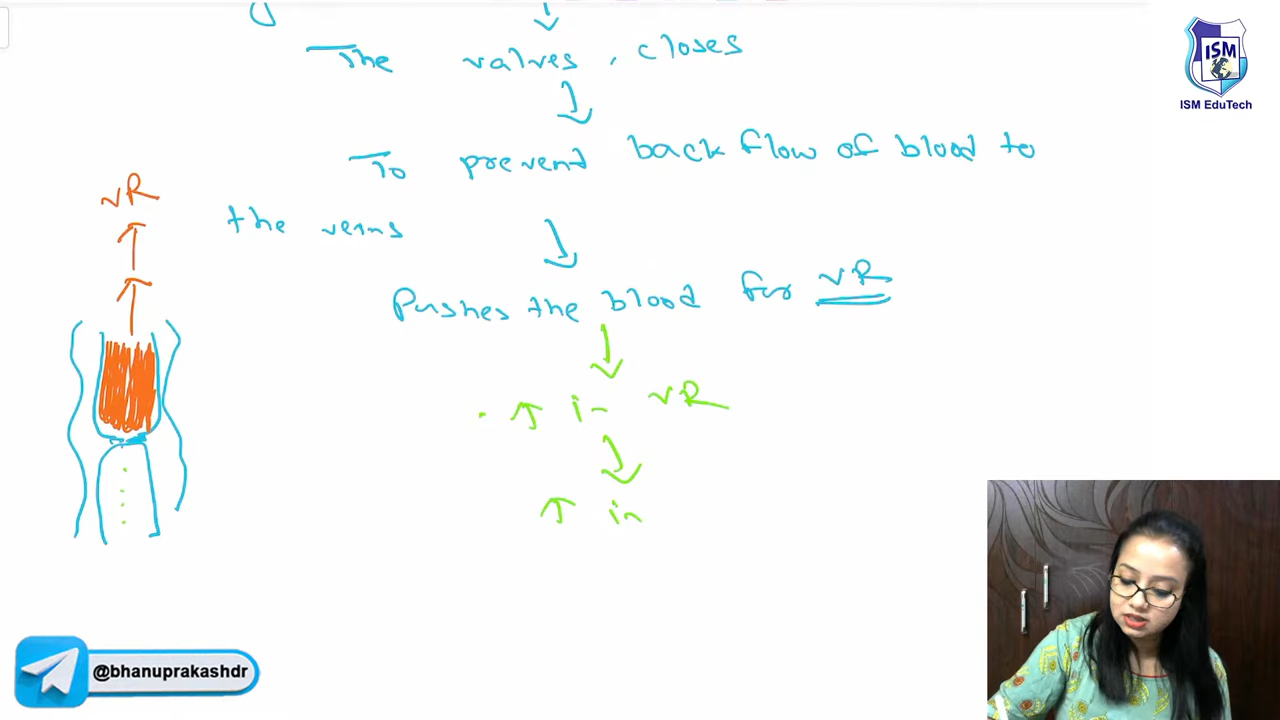 The valves closes
To prevent back flow of blood to
the veins
Pushes the blood for VR
↑ in VR
↑ in
VR
ISM
ISM EduTech
@bhanuprakashdr